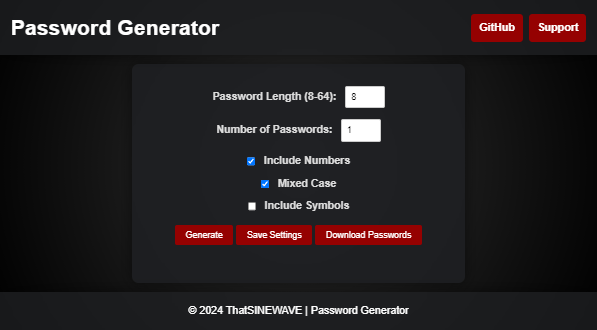 Password Generator
GitHub Support
Password Length (8-64): 8
Number of Passwords: 1
Include Numbers
Mixed Case
Include Symbols
Generate Save Settings Download Passwords
© 2024 ThatSINEWAVE | Password Generator